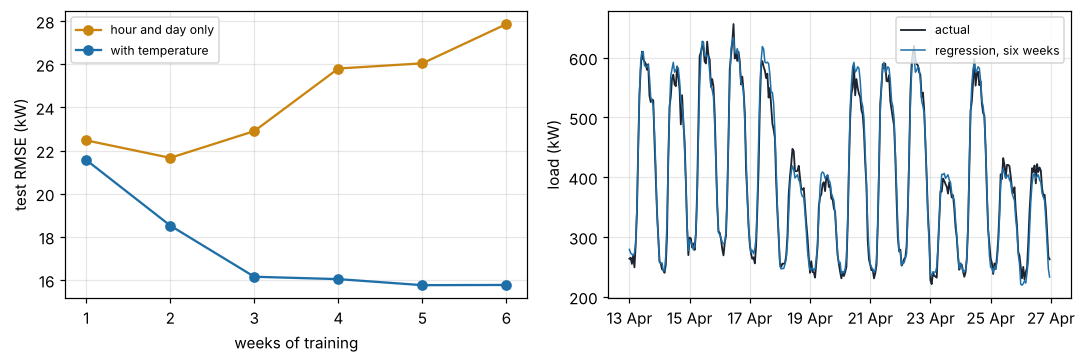 28
26
24
22
20
18
16
test RMSE (kW)
hour and day only
with temperature
1 2 3 4 5 6
weeks of training
600
500
400
300
200
load (kW)
actual
regression, six weeks
13 Apr 15 Apr 17 Apr 19 Apr 21 Apr 23 Apr 25 Apr 27 Apr